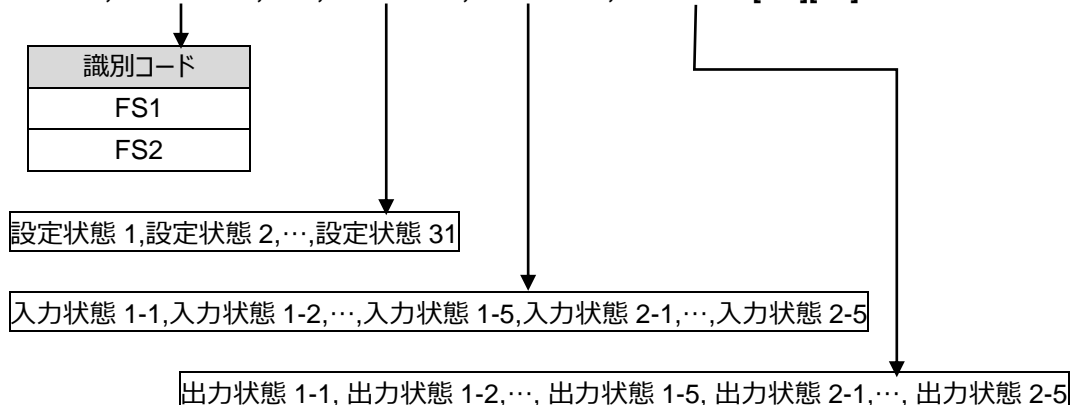 識別コード
FS1
FS2
設定状態 1,設定状態 2,…,設定状態 31
入力状態 1-1,入力状態 1-2,…,入力状態 1-5,入力状態 2-1,…,入力状態 2-5
出力状態 1-1, 出力状態 1-2,…, 出力状態 1-5, 出力状態 2-1,…, 出力状態 2-5